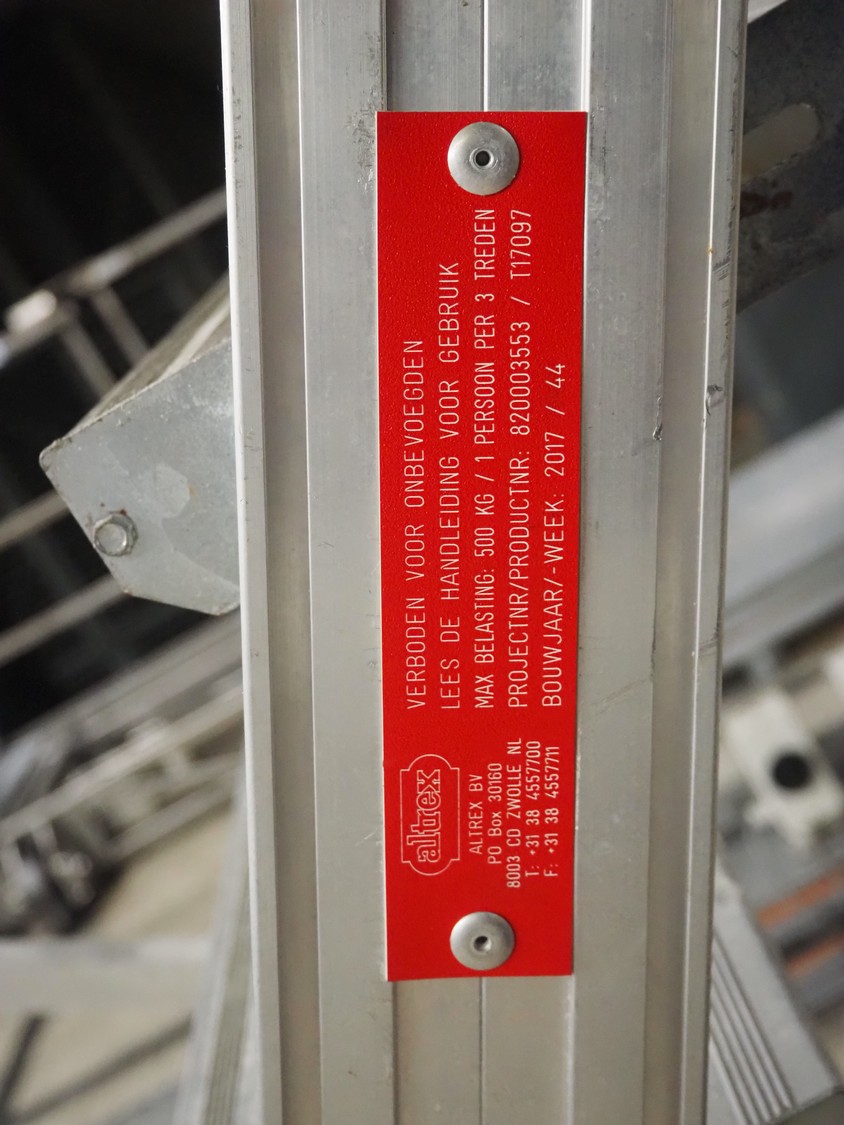 altrex
ALTREX BV
PO Box 30160
8003 CD ZWOLLE NL
T: +31 38 4557700
F: +31 38 4557711
VERBODEN VOOR ONBEVOEGDEN
LEES DE HANDLEIDING VOOR GEBRUIK
MAX BELASTING: 500 KG / 1 PERSOON PER 3 TREDEN
PROJECTNR/PRODUCTNR: 820003553 / T17097
BOUWJAAR/-WEEK: 2017 / 44